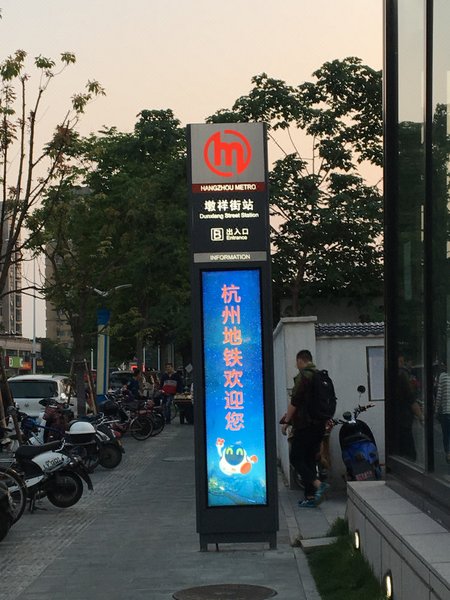 HANGZHOU METRO
墩祥街站
Dunxiang Street Station
B 出入口
Entrance
INFORMATION
杭州地铁欢迎您